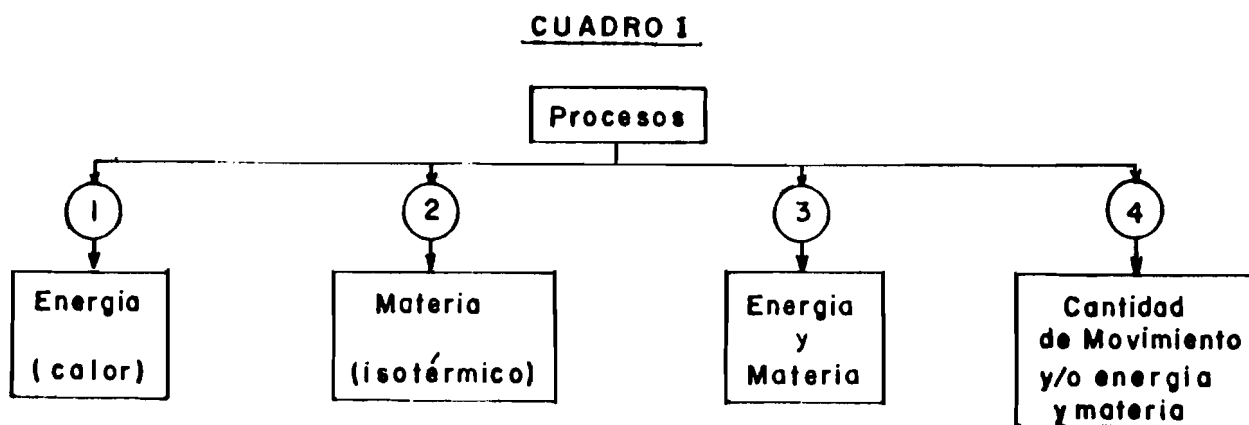 CUADRO I
Procesos
1
2
3
4
Energia
(calor)
Materia
(isotérmico)
Energia
y
Materia
Cantidad
de Movimiento
y/o energia
y materia